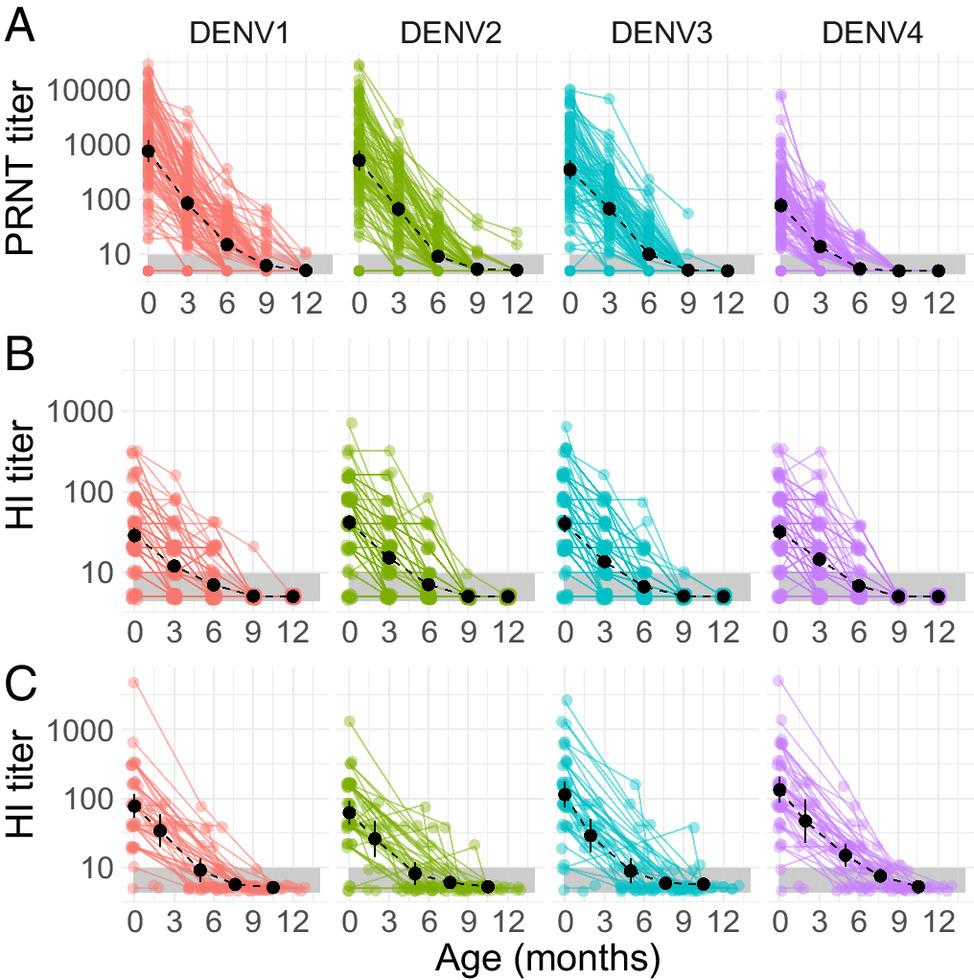 A
DENV1 DENV2 DENV3 DENV4
PRNT titer
10000
1000
100
10
0 3 6 9 12 0 3 6 9 12 0 3 6 9 12 0 3 6 9 12
B
HI titer
1000
100
10
0 3 6 9 12 0 3 6 9 12 0 3 6 9 12 0 3 6 9 12
C
HI titer
1000
100
10
0 3 6 9 12 0 3 6 9 12 0 3 6 9 12 0 3 6 9 12
Age (months)